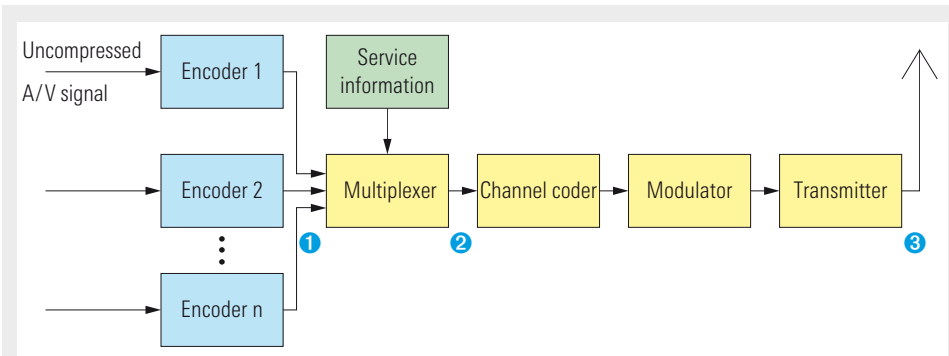 Uncompressed
A/V signal
Encoder 1
Service
information
Encoder 2
Multiplexer
Channel coder
Modulator
Transmitter
1
2
3
Encoder n